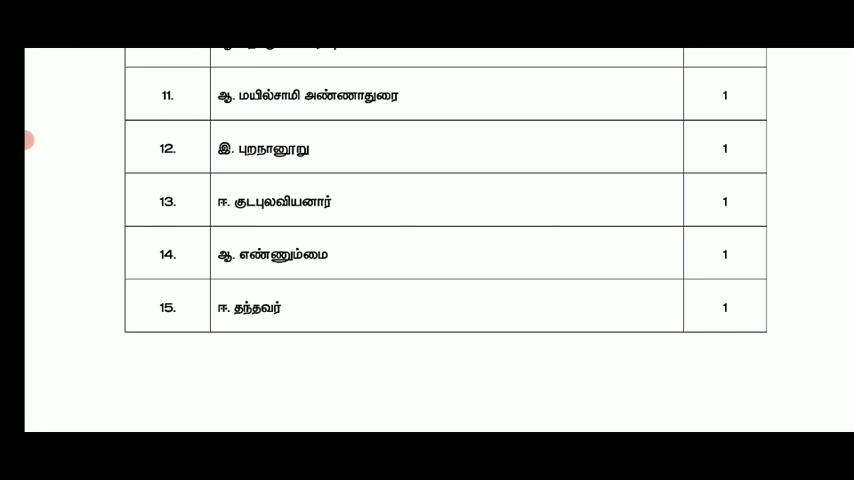 11. ஆ. மயில்சாமி அண்ணாதுரை 1
12. இ. புறநானூறு 1
13. ஈ. குடபுலவியனார் 1
14. ஆ. எண்ணும்மை 1
15. ஈ. தந்தவர் 1